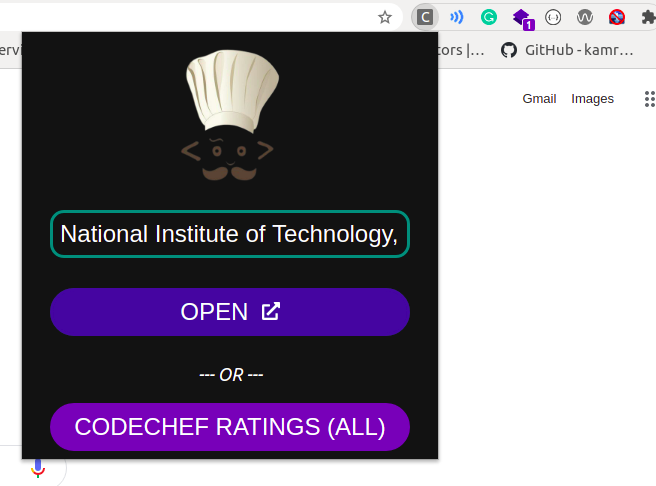 C
1
ervi
tors |...
GitHub - kamr...
Gmail Images
National Institute of Technology,
OPEN
--- OR ---
CODECHEF RATINGS (ALL)